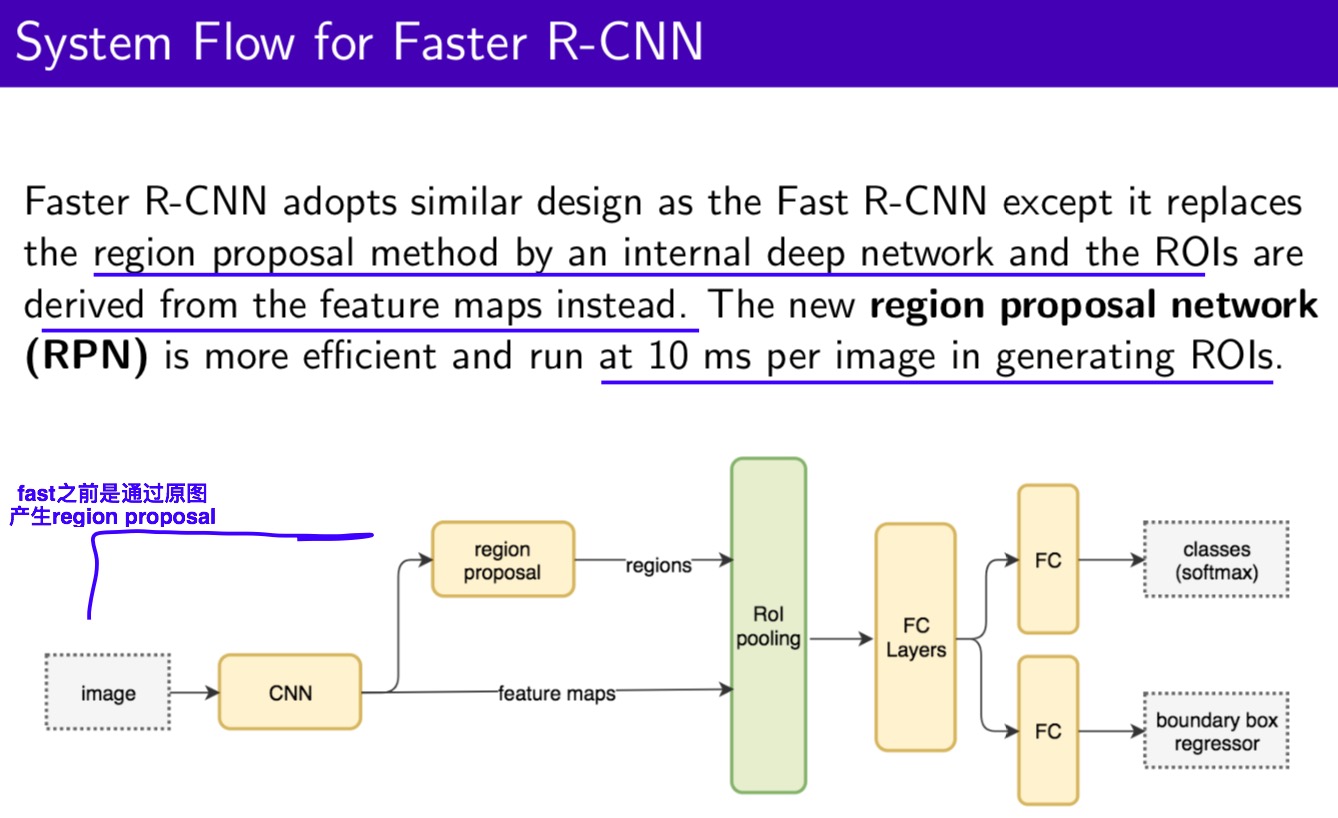 System Flow for Faster R-CNN
Faster R-CNN adopts similar design as the Fast R-CNN except it replaces
the region proposal method by an internal deep network and the ROIs are
derived from the feature maps instead. The new region proposal network
(RPN) is more efficient and run at 10 ms per image in generating ROIs.
fast之前是通过原图
产生region proposal
image
CNN
region
proposal
regions
feature maps
RoI
pooling
FC
Layers
FC
classes
(softmax)
FC
boundary box
regressor